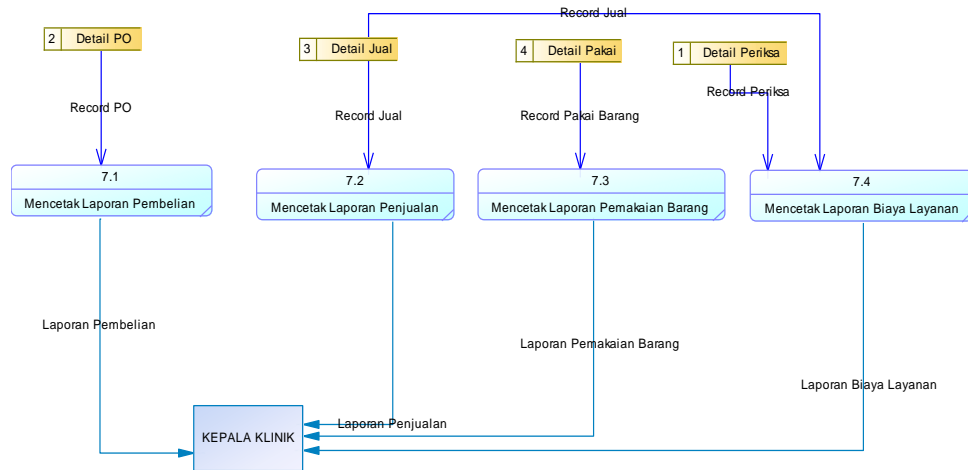 Record Jual
2 Detail PO
3 Detail Jual
4 Detail Pakai
1 Detail Periksa
Record PO
Record Jual
Record Pakai Barang
Record Periksa
7.1
Mencetak Laporan Pembelian
7.2
Mencetak Laporan Penjualan
7.3
Mencetak Laporan Pemakaian Barang
7.4
Mencetak Laporan Biaya Layanan
Laporan Pembelian
Laporan Pemakaian Barang
Laporan Biaya Layanan
Laporan Penjualan
KEPALA KLINIK